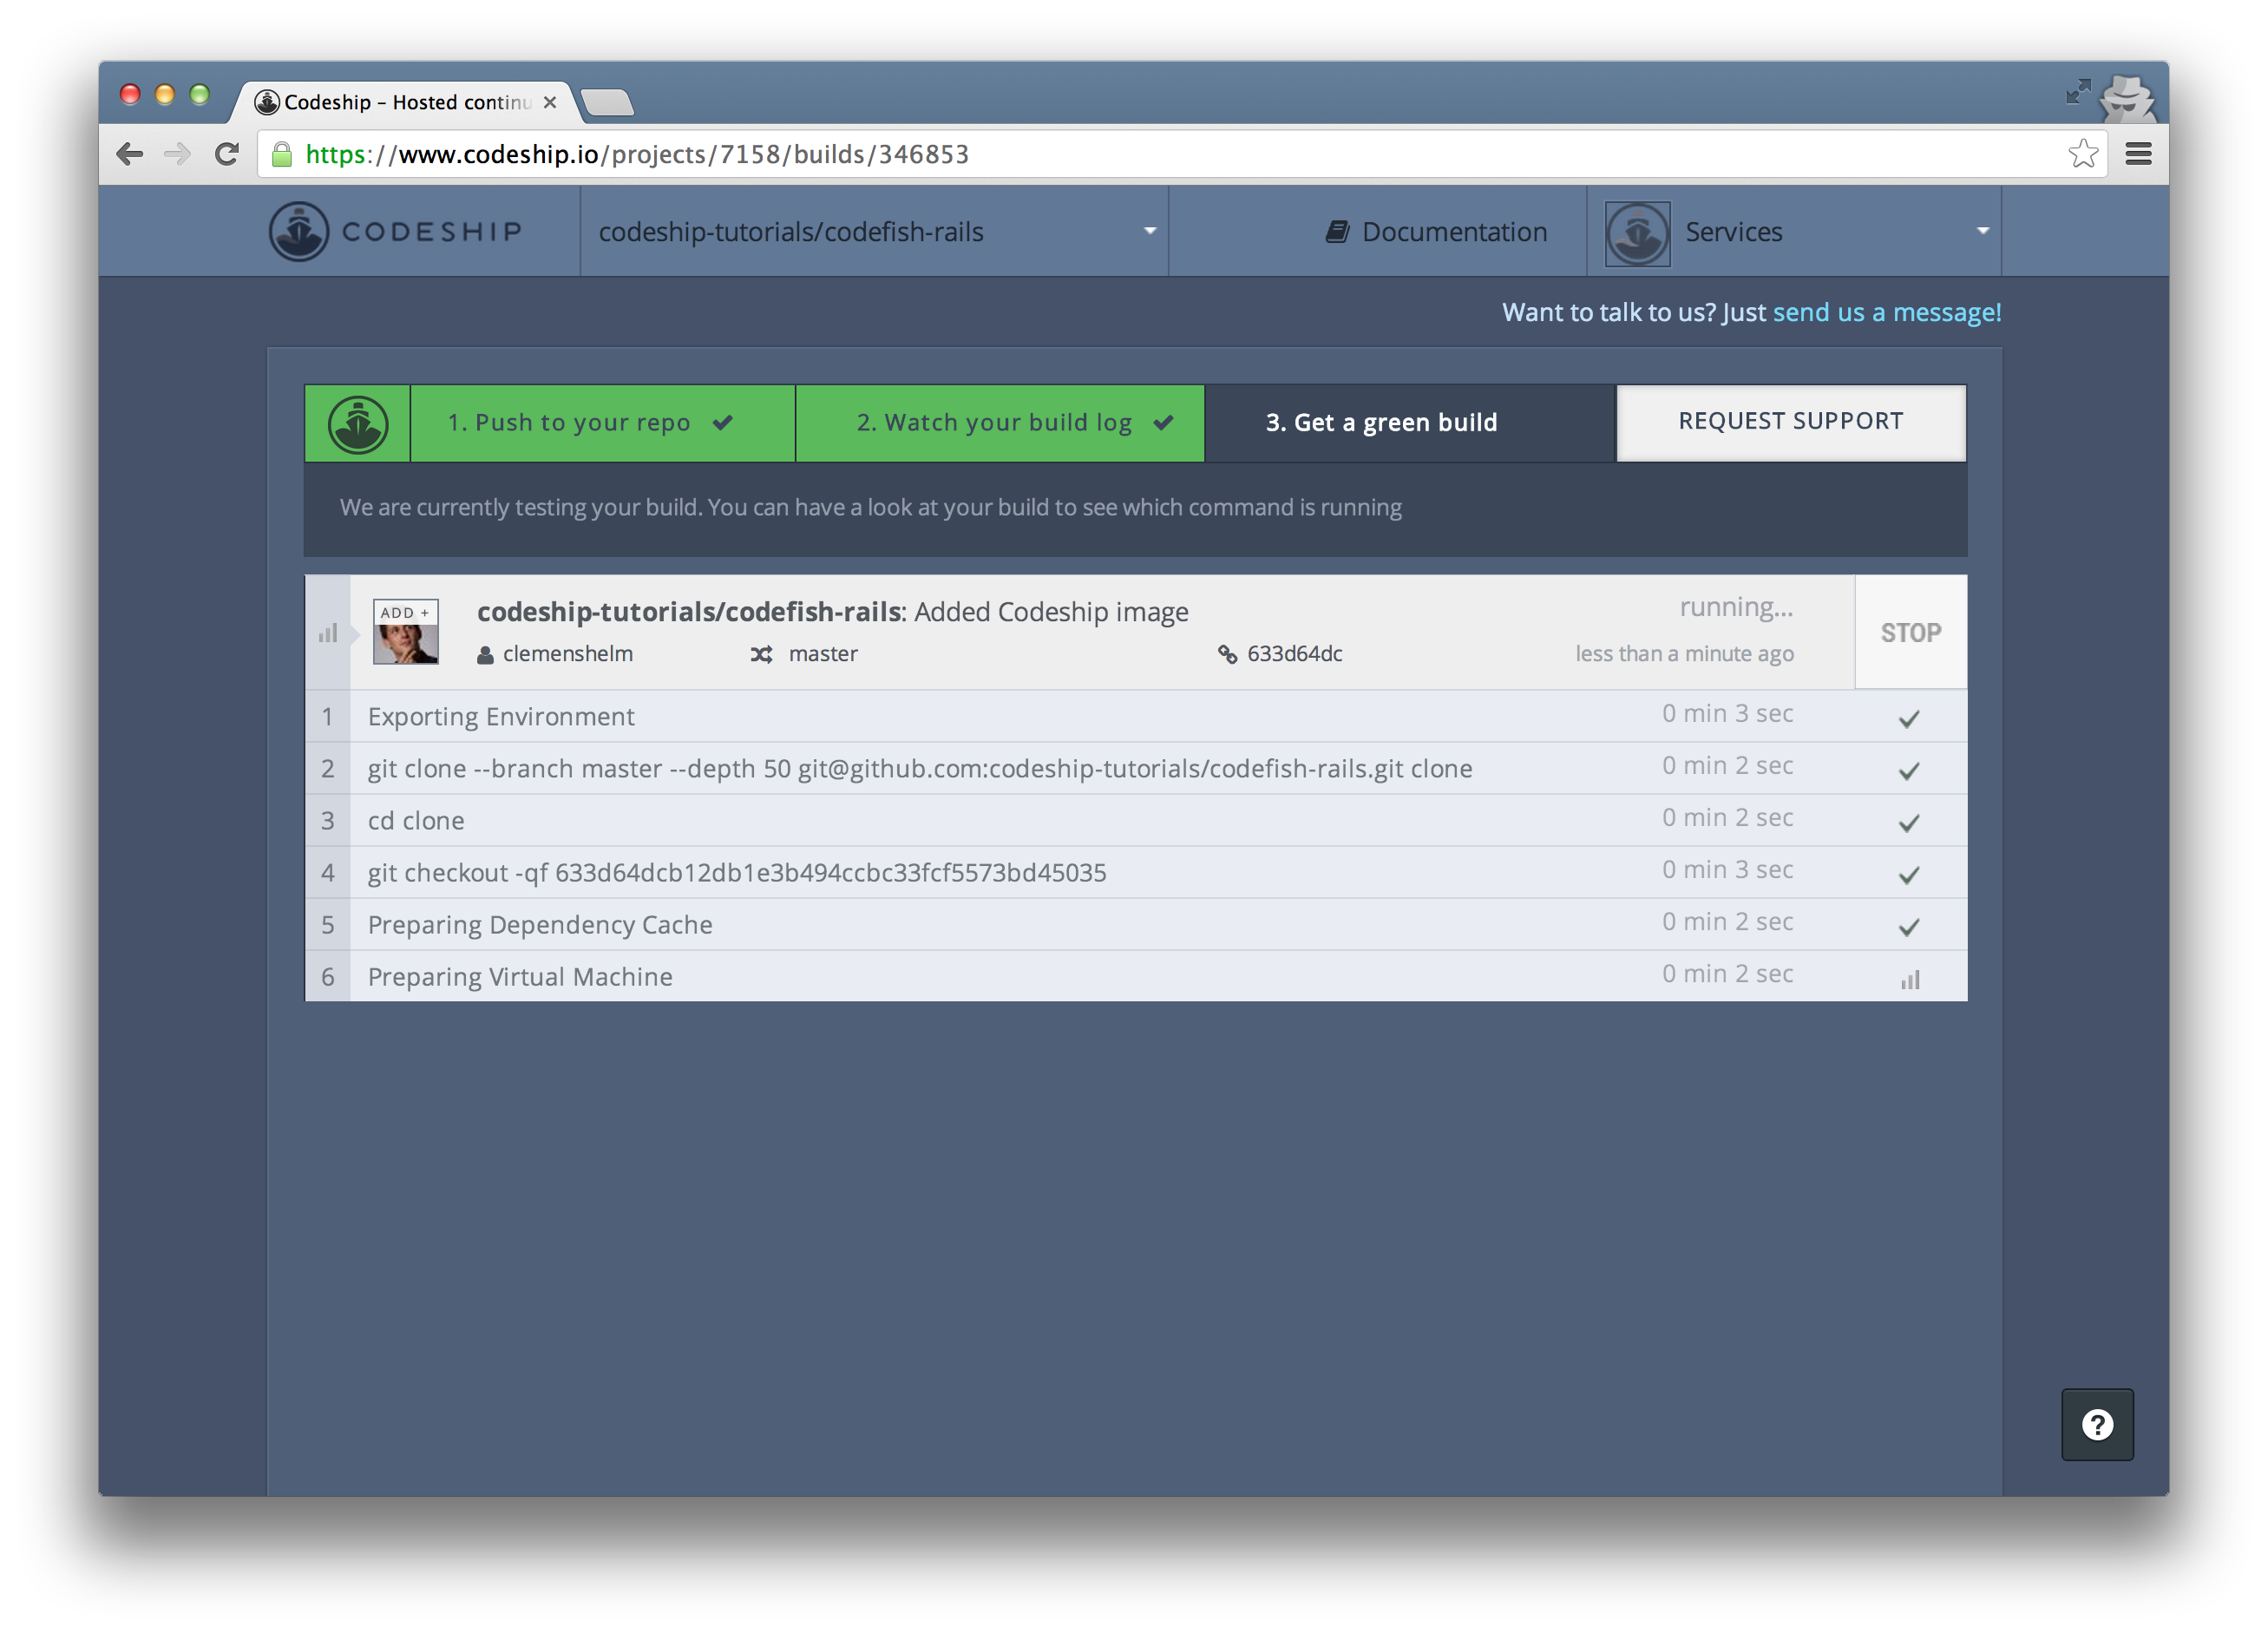 Codeship – Hosted continu
https://www.codeship.io/projects/7158/builds/346853
CODESHIP codeship-tutorials/codefish-rails Documentation Services
Want to talk to us? Just send us a message!
1. Push to your repo 2. Watch your build log 3. Get a green build REQUEST SUPPORT
We are currently testing your build. You can have a look at your build to see which command is running
ADD + codeship-tutorials/codefish-rails: Added Codeship image running...
clemenshelm master 633d64dc less than a minute ago STOP
1 Exporting Environment 0 min 3 sec
2 git clone --branch master --depth 50 git@github.com:codeship-tutorials/codefish-rails.git clone 0 min 2 sec
3 cd clone 0 min 2 sec
4 git checkout -qf 633d64dcb12db1e3b494ccbc33fcf5573bd45035 0 min 3 sec
5 Preparing Dependency Cache 0 min 2 sec
6 Preparing Virtual Machine 0 min 2 sec
?